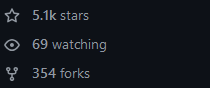 5.1k stars
69 watching
354 forks